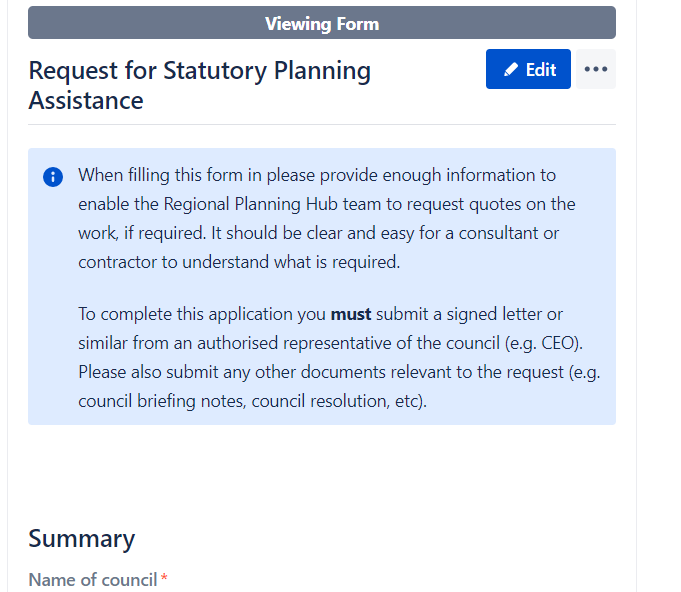 Viewing Form
Request for Statutory Planning
Assistance
Edit
When filling this form in please provide enough information to
enable the Regional Planning Hub team to request quotes on the
work, if required. It should be clear and easy for a consultant or
contractor to understand what is required.
To complete this application you must submit a signed letter or
similar from an authorised representative of the council (e.g. CEO).
Please also submit any other documents relevant to the request (e.g.
council briefing notes, council resolution, etc).
Summary
Name of council*